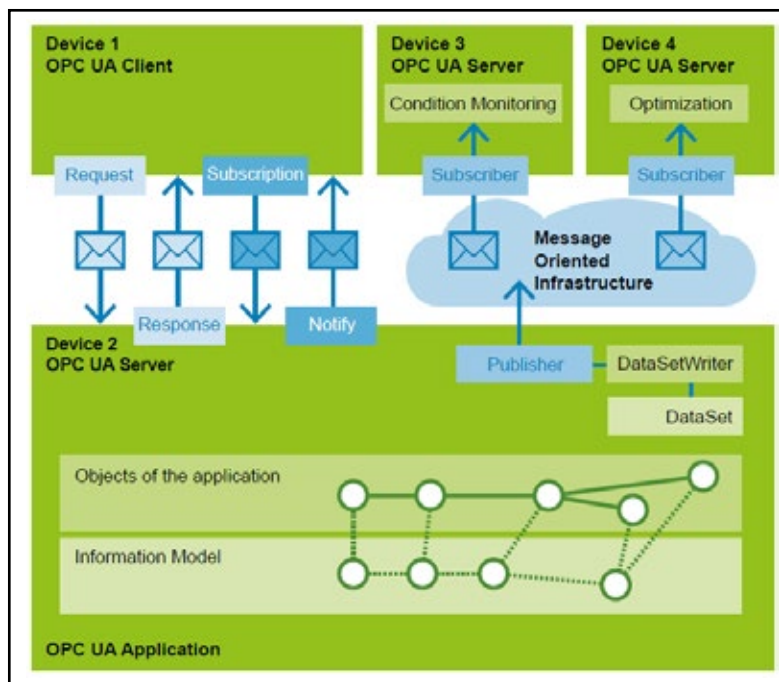 Device 1
OPC UA Client
Device 3
OPC UA Server
Condition Monitoring
Device 4
OPC UA Server
Optimization
Request
Subscription
Subscriber
Subscriber
Message
Oriented
Infrastructure
Response
Notify
Device 2
OPC UA Server
Publisher
DataSetWriter
DataSet
Objects of the application
Information Model
OPC UA Application